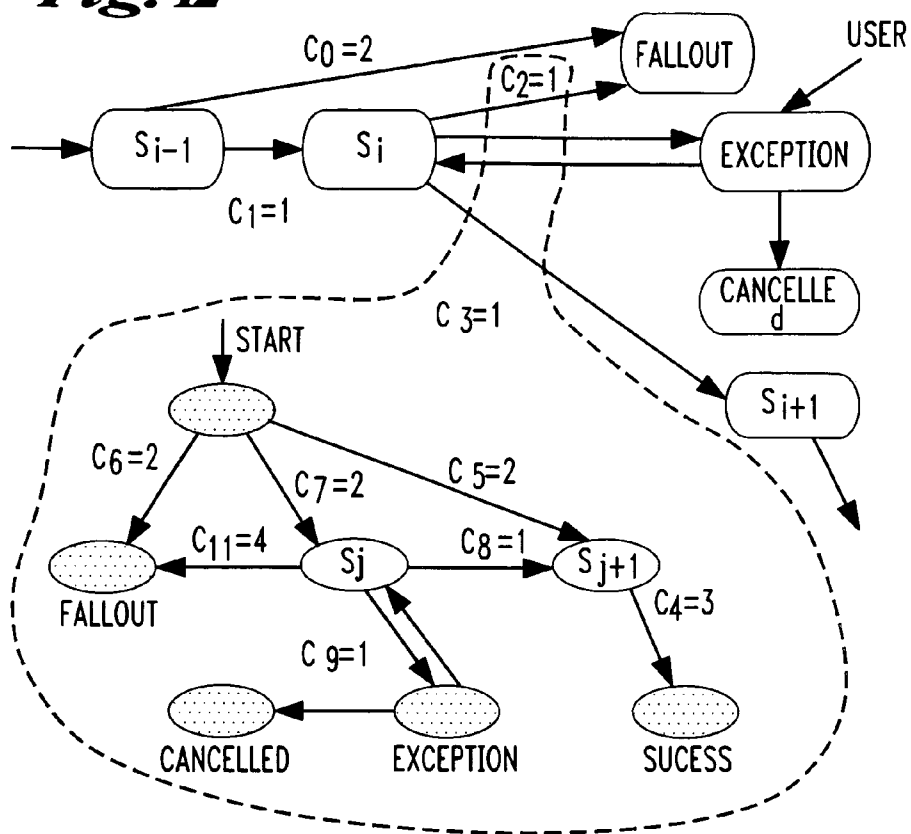 Fig. 12
C0=2
FALLOUT
USER
C2=1
Si-1
Si
EXCEPTION
C1=1
CANCELLE
d
C 3=1
START
Si+1
C6=2
C7=2
C 5=2
C11=4
Sj
C8=1
Sj+1
FALLOUT
C4=3
C 9=1
CANCELLED
EXCEPTION
SUCESS